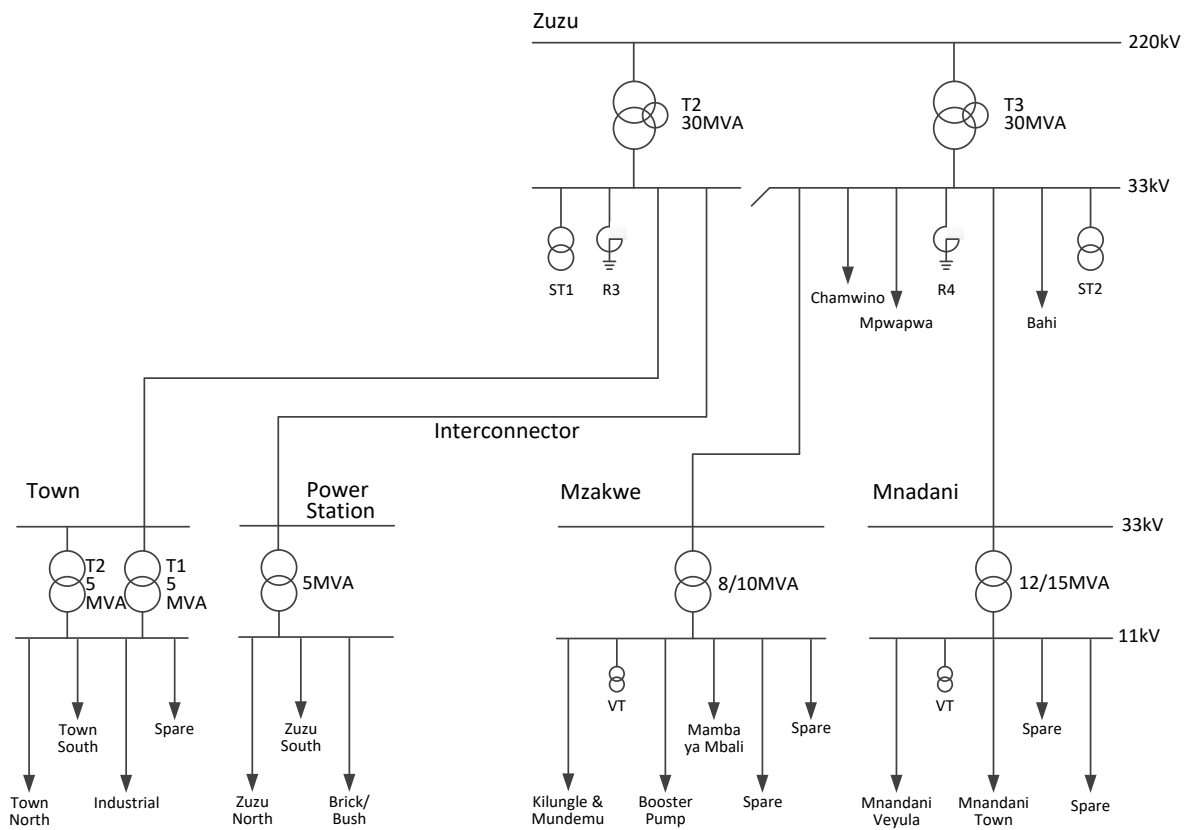 Zuzu
220kV
T2
30MVA
T3
30MVA
33kV
ST1
R3
Chamwino
Mpwapwa
R4
Bahi
ST2
Interconnector
Town
Power
Station
Mzakwe
Mnadani
33kV
T2
5
MVA
T1
5
MVA
5MVA
8/10MVA
12/15MVA
11kV
Town
South
Spare
Zuzu
South
VT
Mamba
ya Mbali
Spare
VT
Spare
Town
North
Industrial
Zuzu
North
Brick/
Bush
Kilungle &
Mundemu
Booster
Pump
Spare
Mnandani
Veyula
Mnandani
Town
Spare